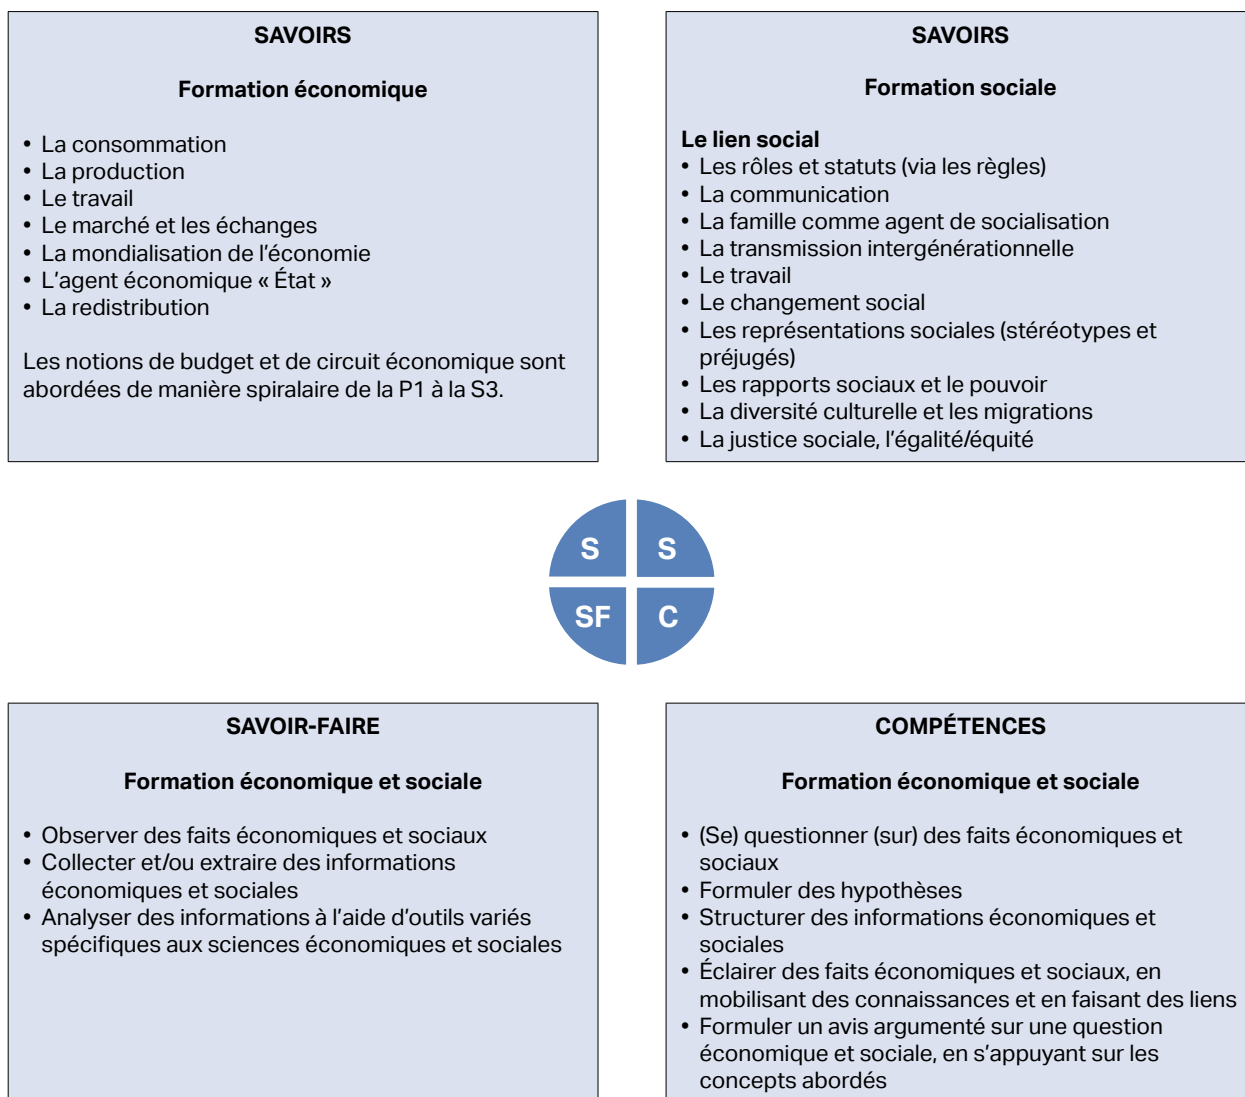 SAVOIRS
Formation économique
• La consommation
• La production
• Le travail
• Le marché et les échanges
• La mondialisation de l’économie
• L’agent économique « État »
• La redistribution
Les notions de budget et de circuit économique sont
abordées de manière spiralaire de la P1 à la S3.
SAVOIRS
Formation sociale
Le lien social
• Les rôles et statuts (via les règles)
• La communication
• La famille comme agent de socialisation
• La transmission intergénérationnelle
• Le travail
• Le changement social
• Les représentations sociales (stéréotypes et
préjugés)
• Les rapports sociaux et le pouvoir
• La diversité culturelle et les migrations
• La justice sociale, l’égalité/équité
S
S
SF
C
SAVOIR-FAIRE
Formation économique et sociale
• Observer des faits économiques et sociaux
• Collecter et/ou extraire des informations
économiques et sociales
• Analyser des informations à l’aide d’outils variés
spécifiques aux sciences économiques et sociales
COMPÉTENCES
Formation économique et sociale
• (Se) questionner (sur) des faits économiques et
sociaux
• Formuler des hypothèses
• Structurer des informations économiques et
sociales
• Éclairer des faits économiques et sociaux, en
mobilisant des connaissances et en faisant des liens
• Formuler un avis argumenté sur une question
économique et sociale, en s’appuyant sur les
concepts abordés